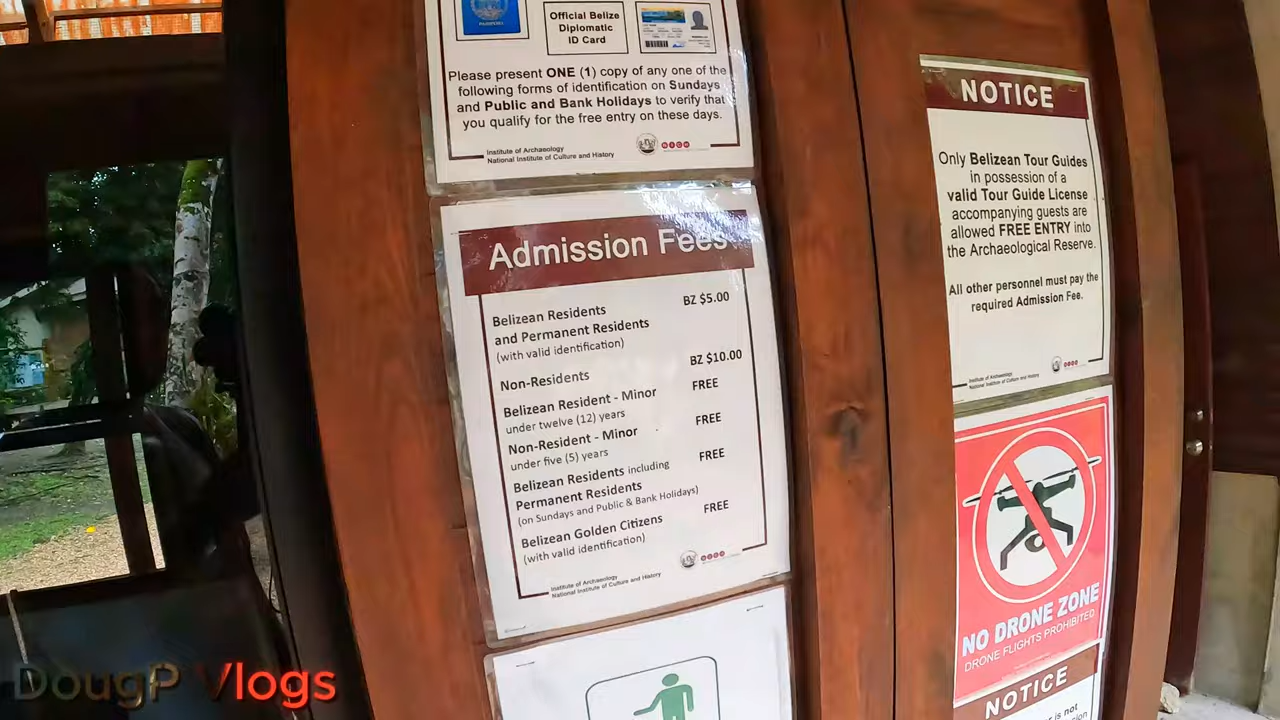 PASSPORT
Official Belize
Diplomatic
ID Card
Please present ONE (1) copy of any one of the
following forms of identification on Sundays
and Public and Bank Holidays to verify that
you qualify for the free entry on these days.
Institute of Archaeology
National Institute of Culture and History
NICH
Admission Fees
Belizean Residents BZ $5.00
and Permanent Residents
(with valid identification)
Non-Residents BZ $10.00
Belizean Resident - Minor FREE
under twelve (12) years
Non-Resident - Minor FREE
under five (5) years
Belizean Residents including FREE
Permanent Residents
(on Sundays and Public & Bank Holidays)
Belizean Golden Citizens FREE
(with valid identification)
Institute of Archaeology
National Institute of Culture and History
NOTICE
Only Belizean Tour Guides
in possession of a
valid Tour Guide License
accompanying guests are
allowed FREE ENTRY into
the Archaeological Reserve.
All other personnel must pay the
required Admission Fee.
Institute of Archaeology
National Institute of Culture and History
NO DRONE ZONE
DRONE FLIGHTS PROHIBITED
NOTICE
is not
DougP Vlogs